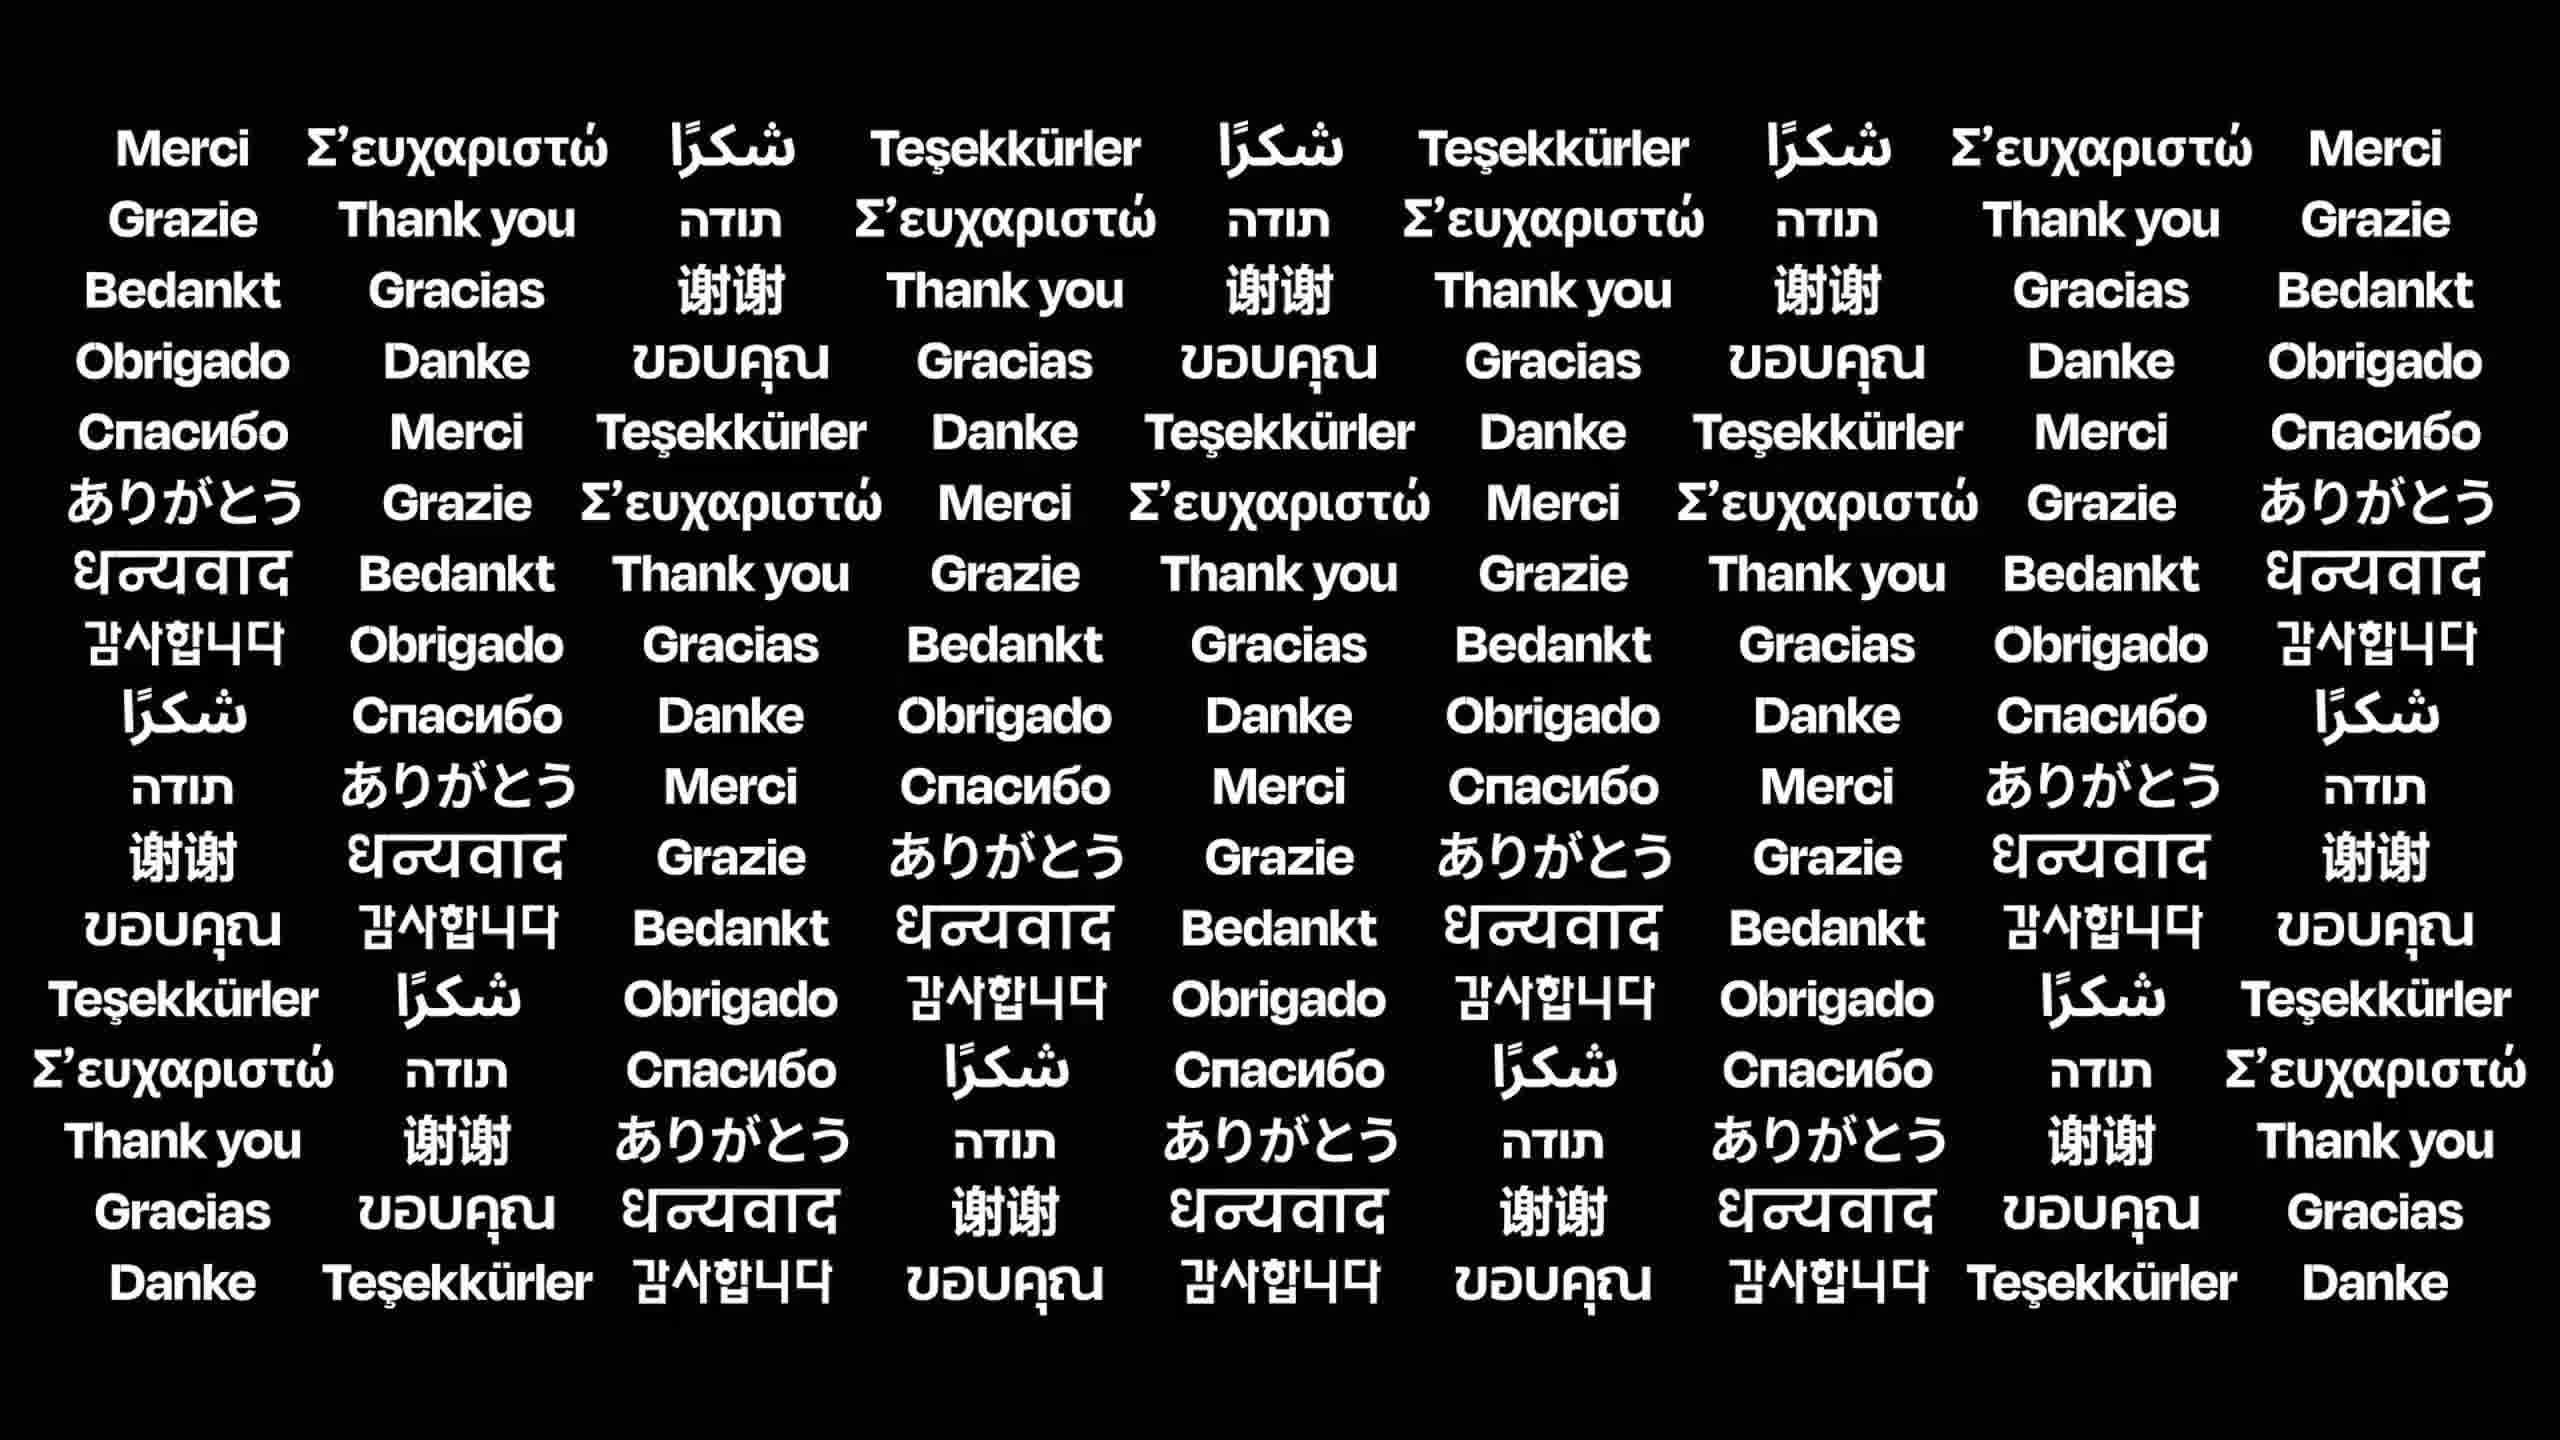 Merci Σ’ευχαριστώ شكرًا Teşekkürler شكرًا Teşekkürler شكرًا Σ’ευχαριστώ Merci
Grazie Thank you תודה Σ’ευχαριστώ תודה Σ’ευχαριστώ תודה Thank you Grazie
Bedankt Gracias 谢谢 Thank you 谢谢 Thank you 谢谢 Gracias Bedankt
Obrigado Danke ขอบคุณ Gracias ขอบคุณ Gracias ขอบคุณ Danke Obrigado
Спасибо Merci Teşekkürler Danke Teşekkürler Danke Teşekkürler Merci Спасибо
ありがとう Grazie Σ’ευχαριστώ Merci Σ’ευχαριστώ Merci Σ’ευχαριστώ Grazie ありがとう
धन्यवाद Bedankt Thank you Grazie Thank you Grazie Thank you Bedankt धन्यवाद
감사합니다 Obrigado Gracias Bedankt Gracias Bedankt Gracias Obrigado 감사합니다
شكرًا Спасибо Danke Obrigado Danke Obrigado Danke Спасибо شكرًا
תודה ありがとう Merci Спасибо Merci Спасибо Merci ありがとう תודה
谢谢 धन्यवाद Grazie ありがとう Grazie ありがとう Grazie धन्यवाद 谢谢
ขอบคุณ 감사합니다 Bedankt धन्यवाद Bedankt धन्यवाद Bedankt 감사합니다 ขอบคุณ
Teşekkürler شكرًا Obrigado 감사합니다 Obrigado 감사합니다 Obrigado شكرًا Teşekkürler
Σ’ευχαριστώ תודה Спасибо شكرًا Спасибо شكرًا Спасибо תודה Σ’ευχαριστώ
Thank you 谢谢 ありがとう תודה ありがとう תודה ありがとう 谢谢 Thank you
Gracias ขอบคุณ धन्यवाद 谢谢 धन्यवाद 谢谢 धन्यवाद ขอบคุณ Gracias
Danke Teşekkürler 감사합니다 ขอบคุณ 감사합니다 ขอบคุณ 감사합니다 Teşekkürler Danke